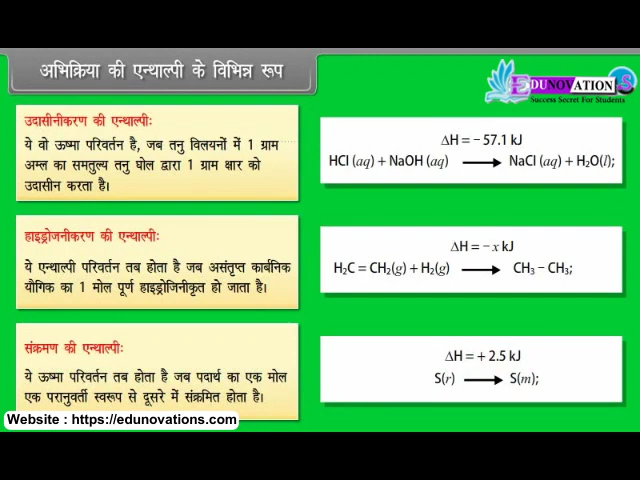 अभिक्रिया की एन्थाल्पी के विभिन्न रूप
EDUNOVATIONS
Success Secret For Students
उदासीनीकरण की एन्थाल्पीः
ये वो ऊष्मा परिवर्तन है, जब तनु विलयनों में 1 ग्राम
अम्ल का समतुल्य तनु घोल द्वारा 1 ग्राम क्षार को
उदासीन करता है।
ΔH = − 57.1 kJ
HCl (aq) + NaOH (aq) ⟶ NaCl (aq) + H₂O(l);
हाइड्रोजनीकरण की एन्थाल्पीः
ये एन्थाल्पी परिवर्तन तब होता है जब असंतृप्त कार्बनिक
यौगिक का 1 मोल पूर्ण हाइड्रोजिनीकृत हो जाता है।
ΔH = −x kJ
H₂C = CH₂(g) + H₂(g) ⟶ CH₃ − CH₃;
संक्रमण की एन्थाल्पीः
ये ऊष्मा परिवर्तन तब होता है जब पदार्थ का एक मोल
एक परानुवर्ती स्वरूप से दूसरे में संक्रमित होता है।
ΔH = + 2.5 kJ
S(r) ⟶ S(m);
Website : https://edunovations.com